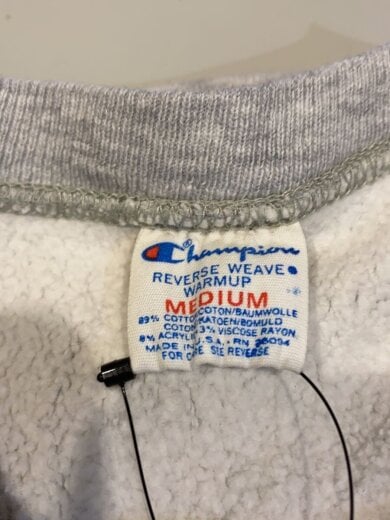 Champion
REVERSE WEAVE®
WARMUP
MEDIUM
89% COTTON/BAUMWOLLE
COTON/KATOEN/BOMULD
8% ACRYLIC 3% VISCOSE RAYON
MADE IN U.S.A. - RN 26094
FOR CARE SEE REVERSE